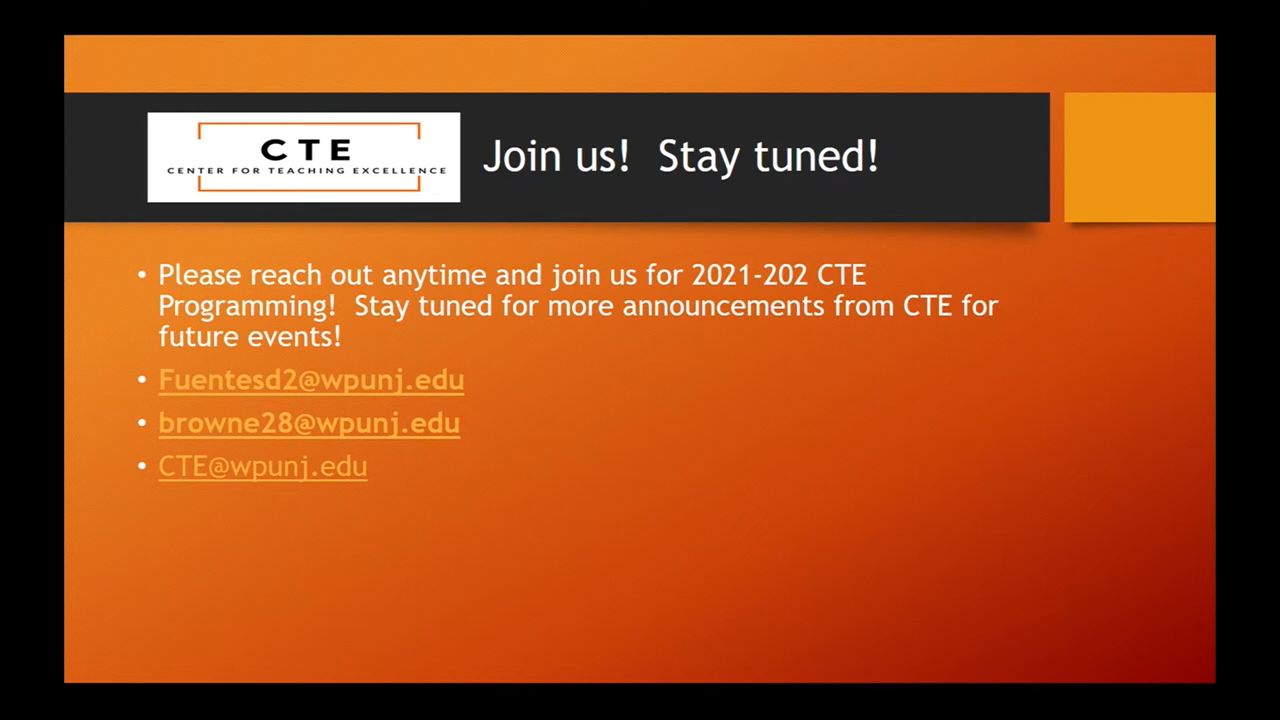 CTE
CENTER FOR TEACHING EXCELLENCE
Join us!  Stay tuned!
• Please reach out anytime and join us for 2021-202 CTE
Programming!  Stay tuned for more announcements from CTE for
future events!
• Fuentesd2@wpunj.edu
• browne28@wpunj.edu
• CTE@wpunj.edu